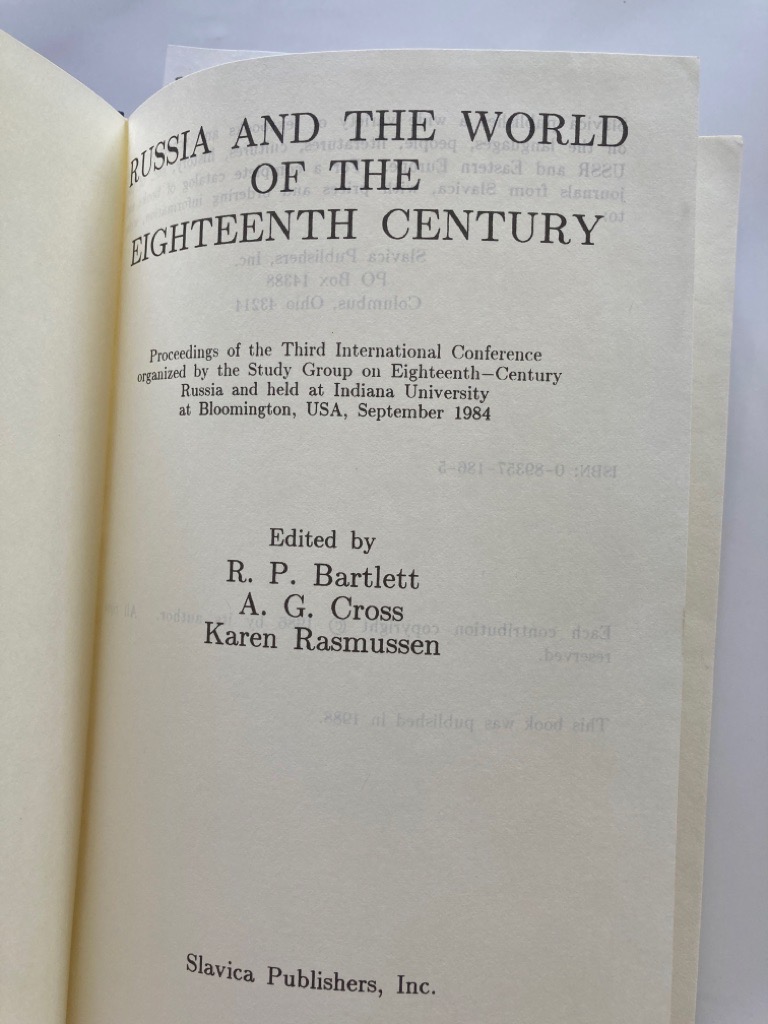 RUSSIA AND THE WORLD
OF THE
EIGHTEENTH CENTURY
Proceedings of the Third International Conference
organized by the Study Group on Eighteenth-Century
Russia and held at Indiana University
at Bloomington, USA, September 1984
Edited by
R. P. Bartlett
A. G. Cross
Karen Rasmussen
Slavica Publishers, Inc.